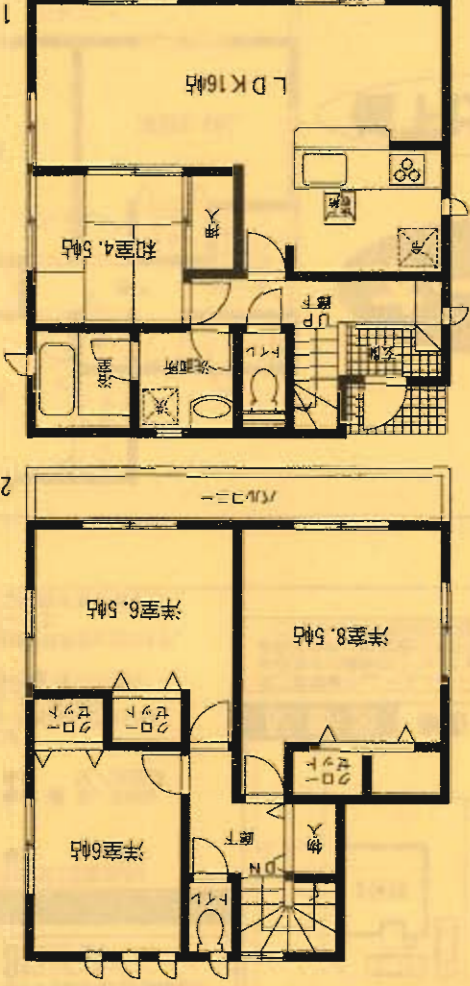 トイレ
DN
洋室6帖
廊下
物入
クロー
ゼット
クロー
ゼット
クロー
ゼット
洋室8.5帖
洋室6.5帖
バルコニー
2
洗
トイレ
浴室
洗面所
玄関
UP
廊下
冷
和室4.5帖
押入
LDK16帖
1